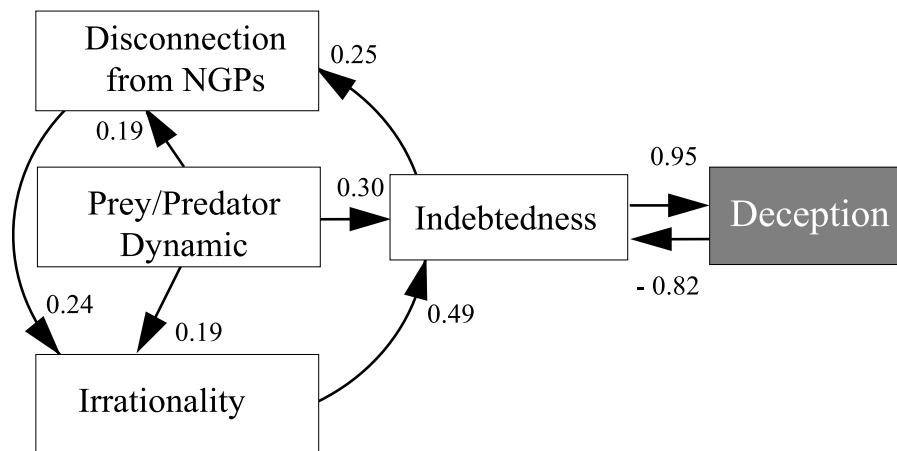 Disconnection
from NGPs
0.25
0.19
0.95
Prey/Predator
Dynamic
0.30
Indebtedness
Deception
- 0.82
0.24
0.19
0.49
Irrationality